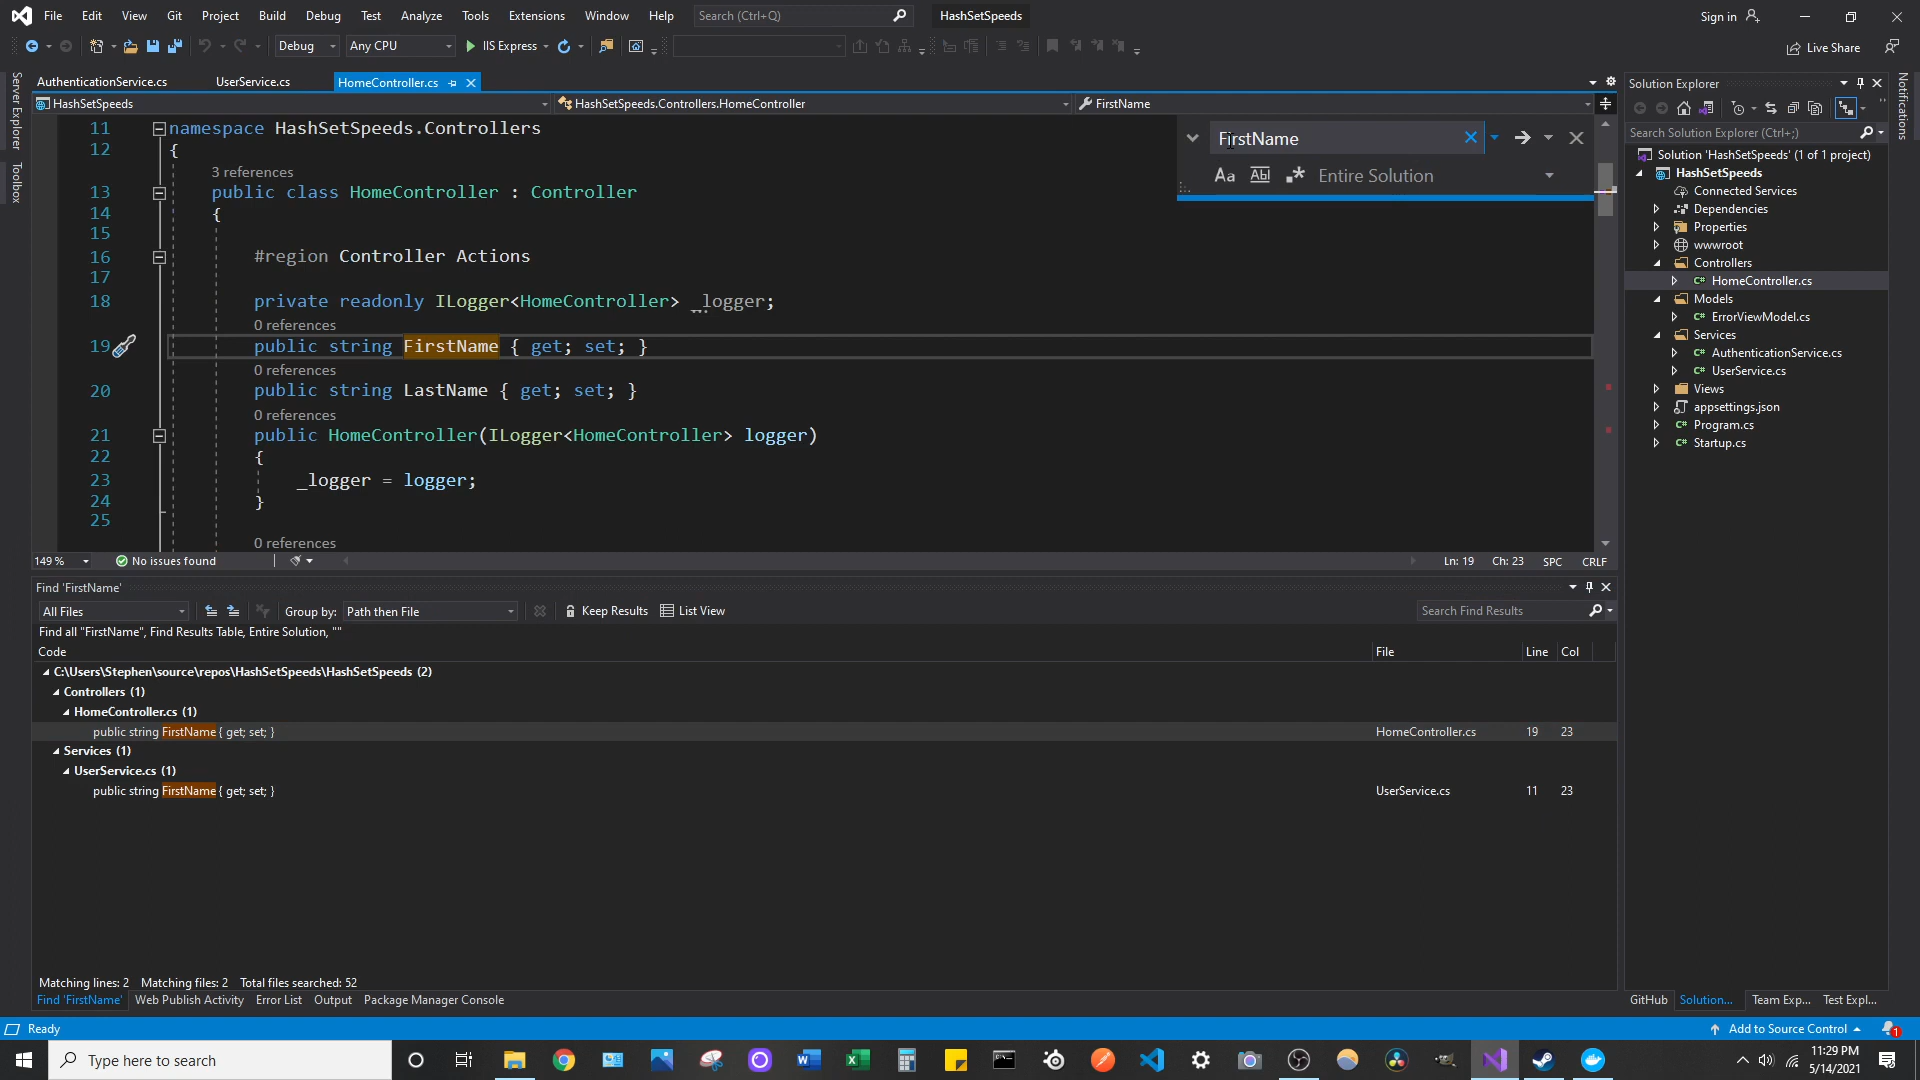 File Edit View Git Project Build Debug Test Analyze Tools Extensions Window Help Search (Ctrl+Q) HashSetSpeeds Sign in
Debug Any CPU IIS Express Live Share
AuthenticationService.cs UserService.cs HomeController.cs Solution Explorer
HashSetSpeeds HashSetSpeeds.Controllers.HomeController FirstName
Server Explorer
Toolbox
Notifications
11 namespace HashSetSpeeds.Controllers
12 {
3 references
13 public class HomeController : Controller
14 {
15
16 #region Controller Actions
17
18 private readonly ILogger<HomeController> _logger;
0 references
19 public string FirstName { get; set; }
0 references
20 public string LastName { get; set; }
0 references
21 public HomeController(ILogger<HomeController> logger)
22 {
23 _logger = logger;
24 }
25
0 references
FirstName
Aa Abl .* Entire Solution
149 % No issues found Ln: 19 Ch: 23 SPC CRLF
Search Solution Explorer (Ctrl+;)
Solution 'HashSetSpeeds' (1 of 1 project)
HashSetSpeeds
Connected Services
Dependencies
Properties
wwwroot
Controllers
C# HomeController.cs
Models
C# ErrorViewModel.cs
Services
C# AuthenticationService.cs
C# UserService.cs
Views
appsettings.json
C# Program.cs
C# Startup.cs
Find 'FirstName'
All Files Group by: Path then File Keep Results List View Search Find Results
Find all "FirstName", Find Results Table, Entire Solution, ""
Code File Line Col
C:\Users\Stephen\source\repos\HashSetSpeeds\HashSetSpeeds (2)
Controllers (1)
HomeController.cs (1)
public string FirstName { get; set; } HomeController.cs 19 23
Services (1)
UserService.cs (1)
public string FirstName { get; set; } UserService.cs 11 23
Matching lines: 2 Matching files: 2 Total files searched: 52
Find 'FirstName' Web Publish Activity Error List Output Package Manager Console GitHub Solution... Team Exp... Test Expl...
Ready Add to Source Control 1
Type here to search 11:29 PM
5/14/2021